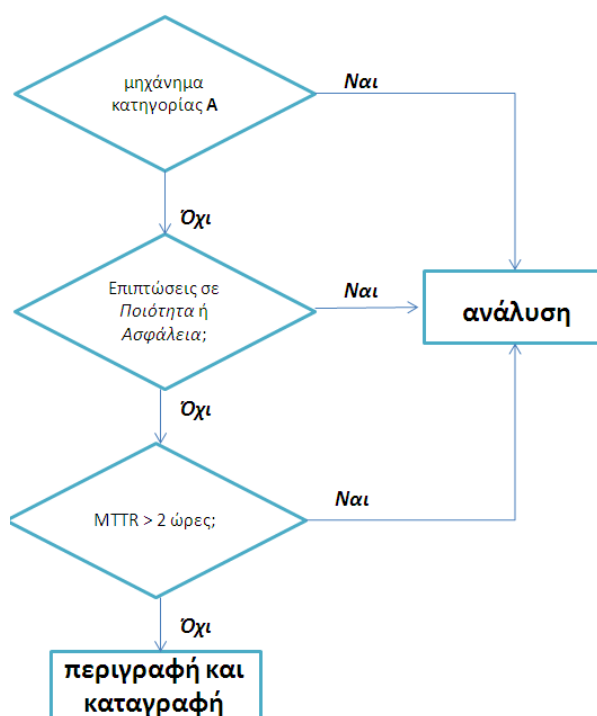 μηχάνημα
κατηγορίας A
Ναι
Όχι
Επιπτώσεις σε
Ποιότητα ή
Ασφάλεια;
Ναι
ανάλυση
Όχι
MTTR > 2 ώρες;
Ναι
Όχι
περιγραφή και
καταγραφή